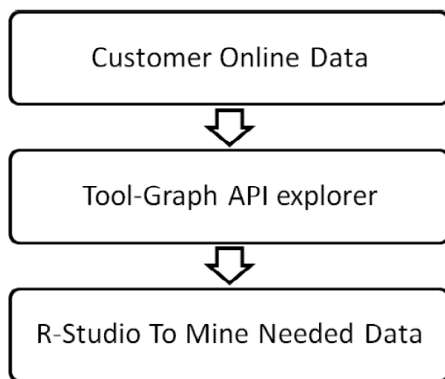 Customer Online Data
Tool-Graph API explorer
R-Studio To Mine Needed Data